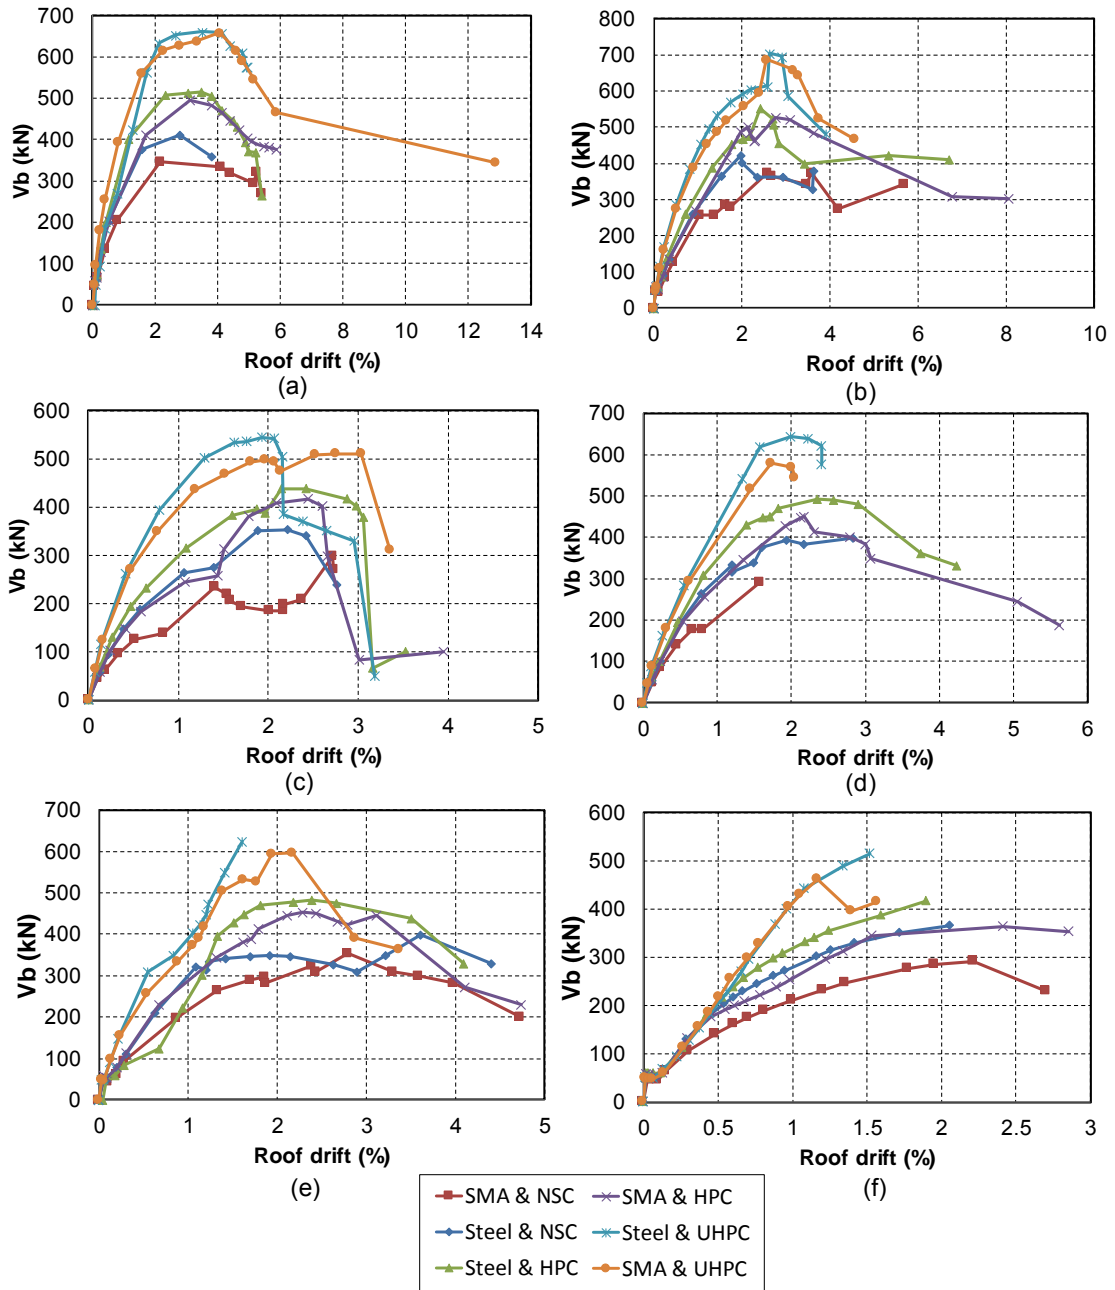 700
600
500
400
300
200
100
0
Vb (kN)
0 2 4 6 8 10 12 14
Roof drift (%)
(a)
800
700
600
500
400
300
200
100
0
Vb (kN)
0 2 4 6 8 10
Roof drift (%)
(b)
600
500
400
300
200
100
0
Vb (kN)
0 1 2 3 4 5
Roof drift (%)
(c)
700
600
500
400
300
200
100
0
Vb (kN)
0 1 2 3 4 5 6
Roof drift (%)
(d)
700
600
500
400
300
200
100
0
Vb (kN)
0 1 2 3 4 5
Roof drift (%)
(e)
600
500
400
300
200
100
0
Vb (kN)
0 0.5 1 1.5 2 2.5 3
Roof drift (%)
(f)
SMA & NSC SMA & HPC
Steel & NSC Steel & UHPC
Steel & HPC SMA & UHPC